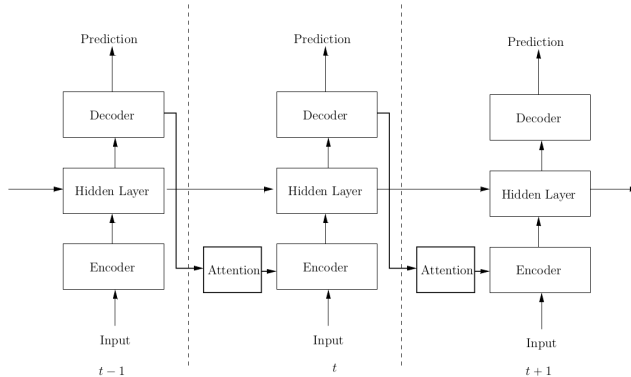 Prediction Prediction Prediction
Decoder Decoder Decoder
Hidden Layer Hidden Layer Hidden Layer
Encoder Attention Encoder Attention Encoder
Input Input Input
t − 1 t t + 1